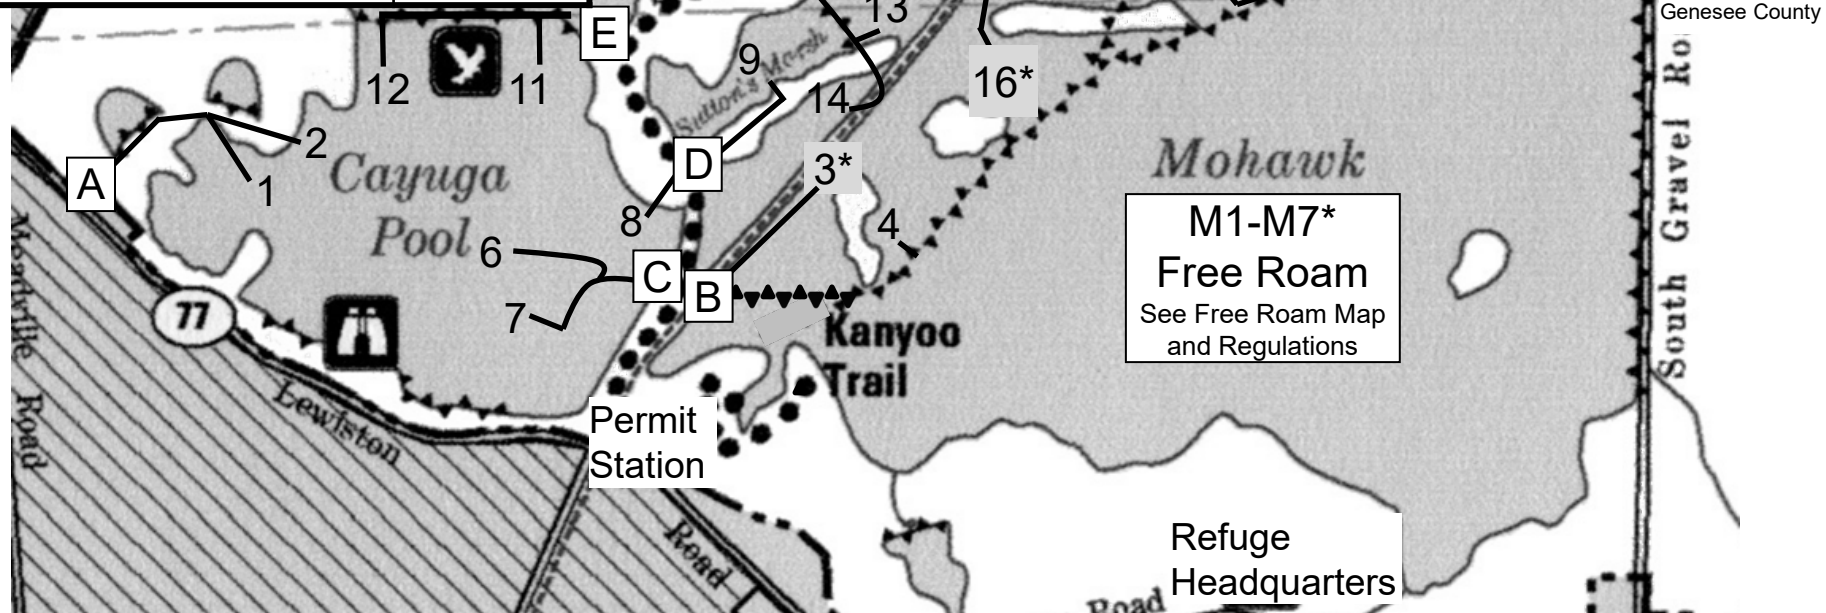 Genesee County
13
E
12
11
9
14
16*
Sutton's Marsh
2
1
A
D
3*
Mohawk
South Gravel Ro
Cayuga
Pool
8
4
6
C
B
7
M1-M7*
Free Roam
See Free Roam Map
and Regulations
77
Kanyoo
Trail
Meadville Road
Lewiston
Road
Permit
Station
Refuge
Headquarters
Road